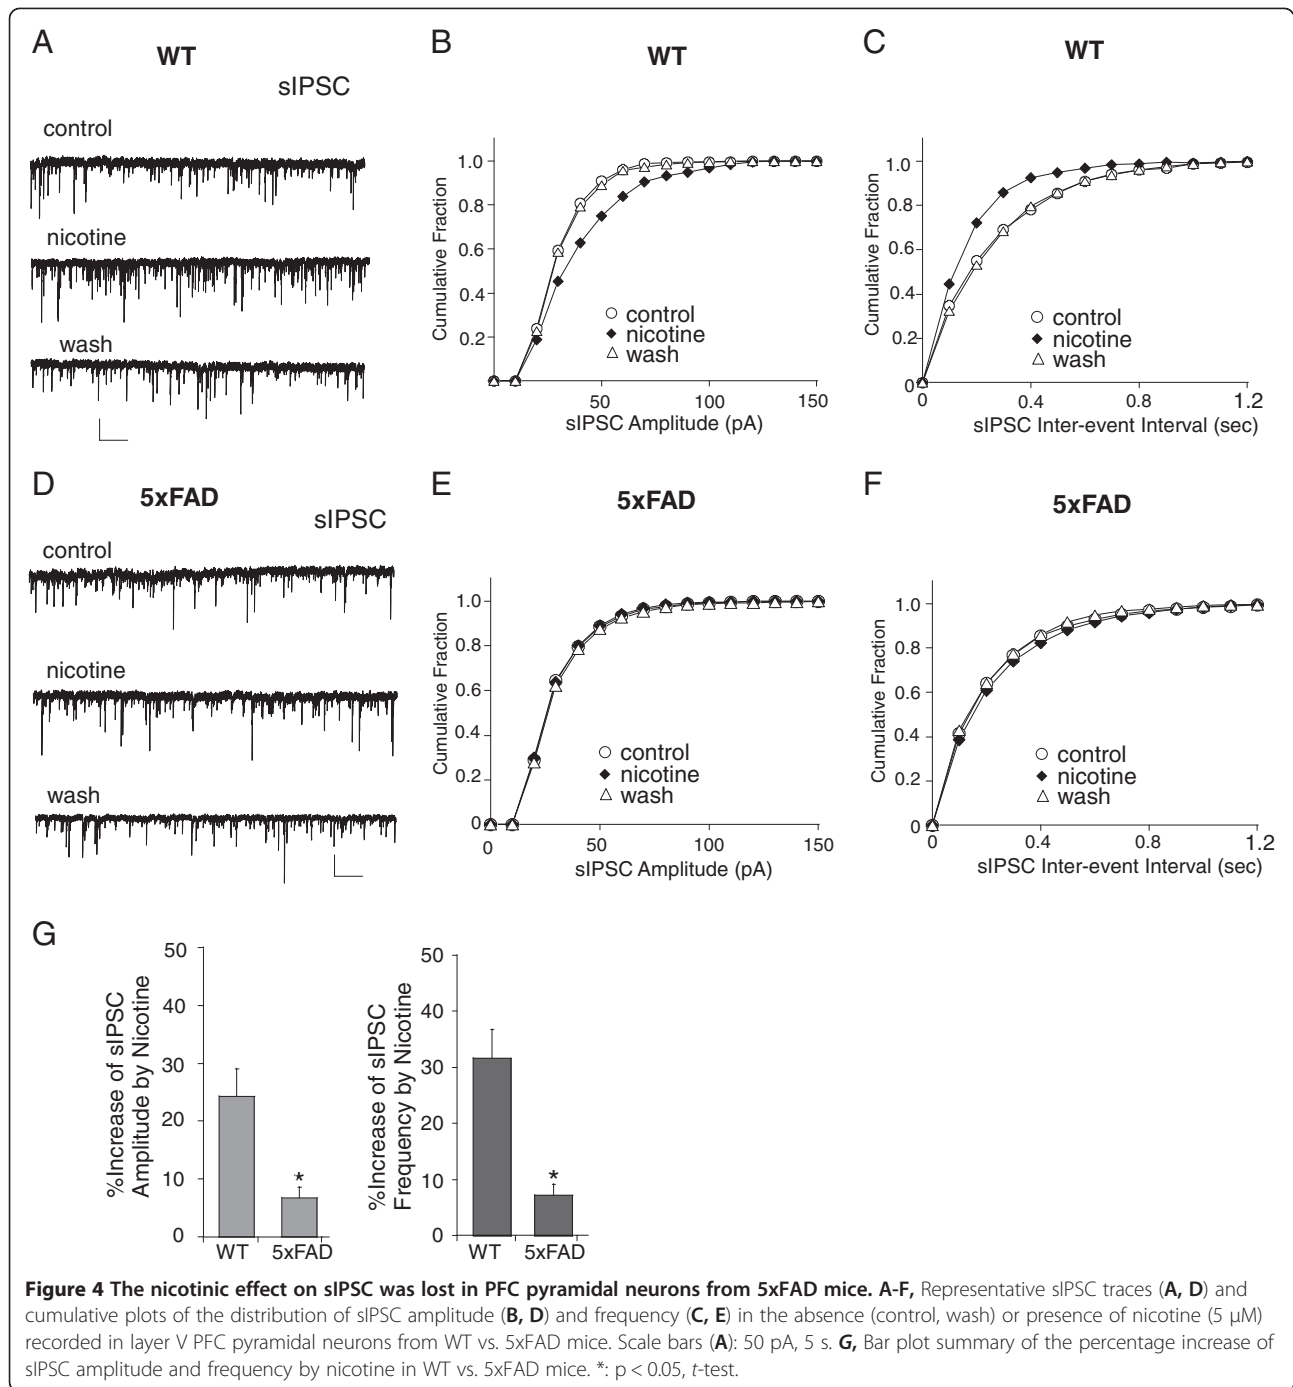 A
WT
sIPSC
control
nicotine
wash
B
WT
Cumulative Fraction
1.0
0.8
0.6
0.4
0.2
control
nicotine
wash
50
100
150
sIPSC Amplitude (pA)
C
WT
Cumulative Fraction
1.0
0.8
0.6
0.4
0.2
0
control
nicotine
wash
0
0.4
0.8
1.2
sIPSC Inter-event Interval (sec)
D
5xFAD
sIPSC
control
nicotine
wash
E
5xFAD
Cumulative Fraction
1.0
0.8
0.6
0.4
0.2
0
control
nicotine
wash
0
50
100
150
sIPSC Amplitude (pA)
F
5xFAD
Cumulative Fraction
1.0
0.8
0.6
0.4
0.2
0
control
nicotine
wash
0
0.4
0.8
1.2
sIPSC Inter-event Interval (sec)
G
%Increase of sIPSC
Amplitude by Nicotine
50
40
30
20
10
0
*
WT
5xFAD
%Increase of sIPSC
Frequency by Nicotine
50
40
30
20
10
0
*
WT
5xFAD
Figure 4 The nicotinic effect on sIPSC was lost in PFC pyramidal neurons from 5xFAD mice. A-F, Representative sIPSC traces (A, D) and
cumulative plots of the distribution of sIPSC amplitude (B, D) and frequency (C, E) in the absence (control, wash) or presence of nicotine (5 μM)
recorded in layer V PFC pyramidal neurons from WT vs. 5xFAD mice. Scale bars (A): 50 pA, 5 s. G, Bar plot summary of the percentage increase of
sIPSC amplitude and frequency by nicotine in WT vs. 5xFAD mice. *: p < 0.05, t-test.